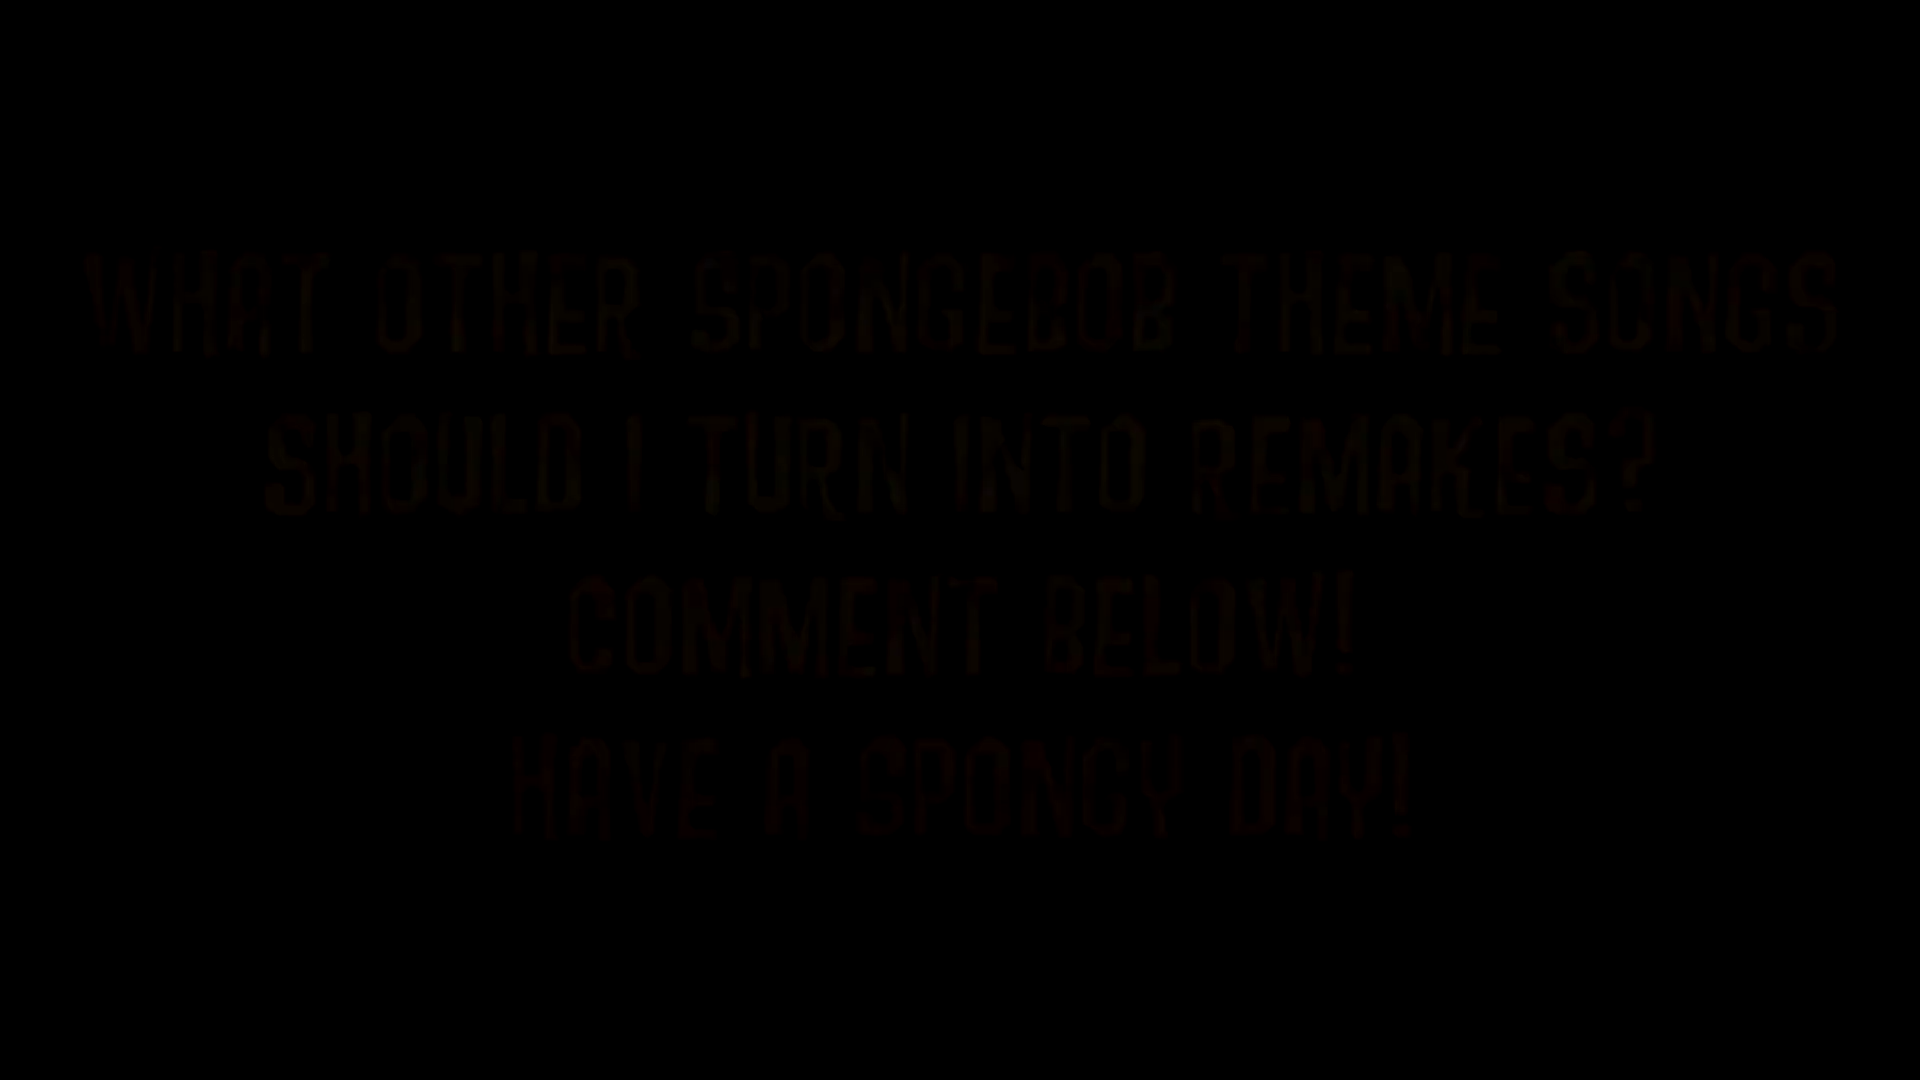 WHAT OTHER SPONGEBOB THEME SONGS
SHOULD I TURN INTO REMAKES?
COMMENT BELOW!
HAVE A SPONGY DAY!